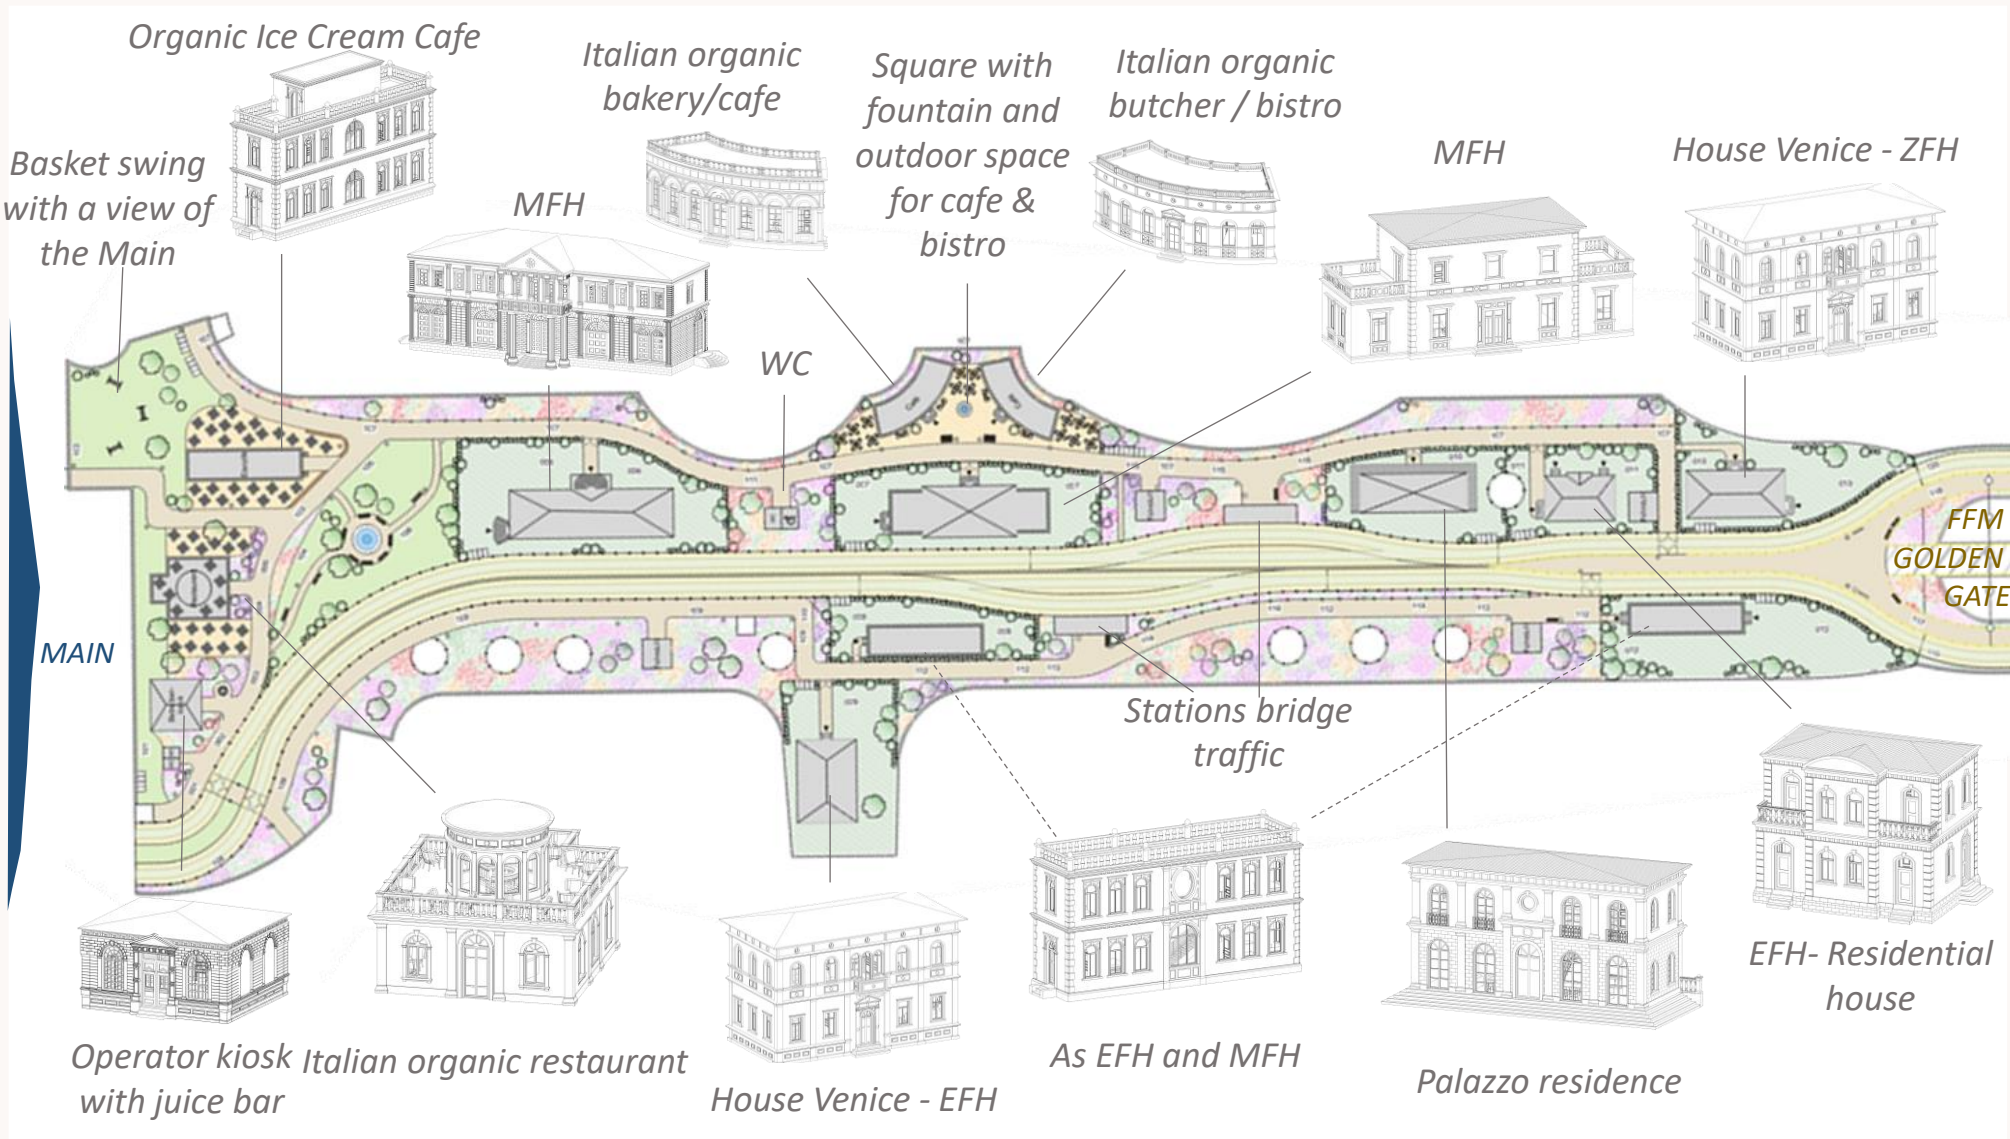 Organic Ice Cream Cafe
Italian organic
bakery/cafe
Square with
fountain and
outdoor space
for cafe &
bistro
Italian organic
butcher / bistro
MFH
House Venice - ZFH
Basket swing
with a view of
the Main
MFH
WC
FFM
GOLDEN
GATE
MAIN
Stations bridge
traffic
EFH- Residential
house
Operator kiosk
with juice bar
Italian organic restaurant
House Venice - EFH
As EFH and MFH
Palazzo residence